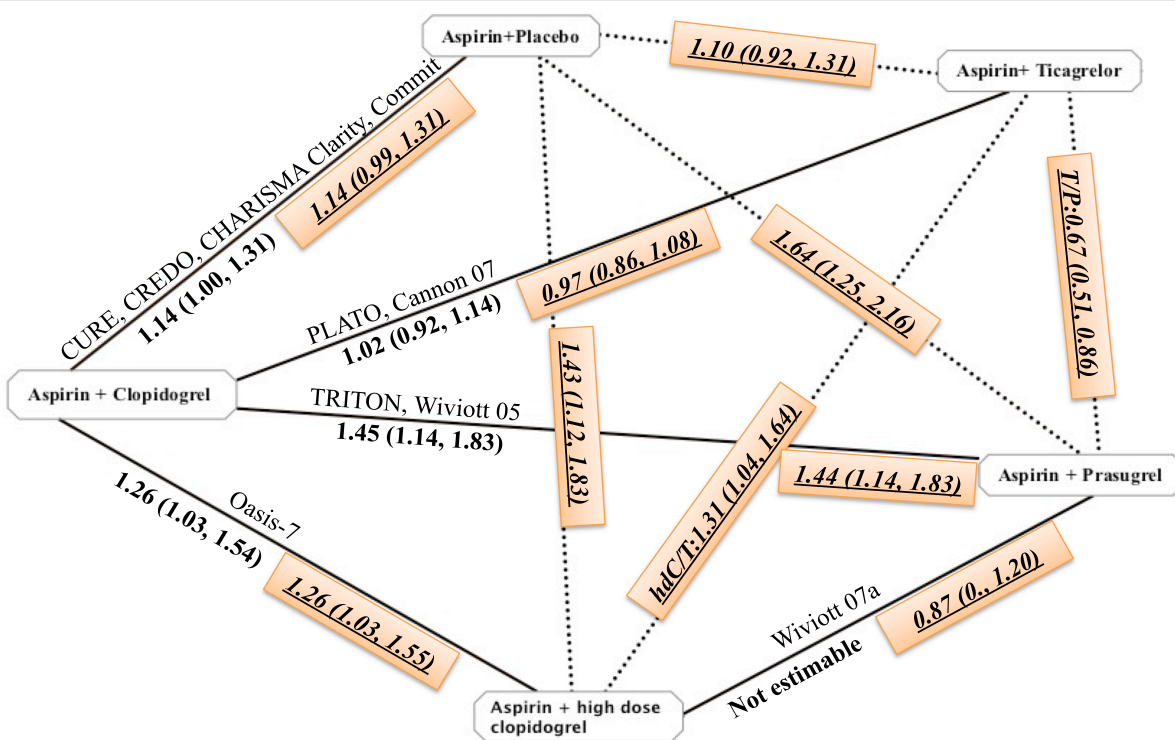 Aspirin+Placebo
1.10 (0.92, 1.31)
Aspirin+ Ticagrelor
CURE, CREDO, CHARISMA Clarity, Commit
1.14 (1.00, 1.31)
1.14 (0.99, 1.31)
T/P:0.67 (0.51, 0.86)
1.64 (1.25, 2.16)
PLATO, Cannon 07
1.02 (0.92, 1.14)
0.97 (0.86, 1.08)
Aspirin + Clopidogrel
TRITON, Wiviott 05
1.45 (1.14, 1.83)
1.43 (1.12, 1.83)
hdC/T:1.31 (1.04, 1.64)
1.44 (1.14, 1.83)
Aspirin + Prasugrel
Oasis-7
1.26 (1.03, 1.54)
1.26 (1.03, 1.55)
Wiviott 07a
Not estimable
0.87 (0., 1.20)
Aspirin + high dose
clopidogrel